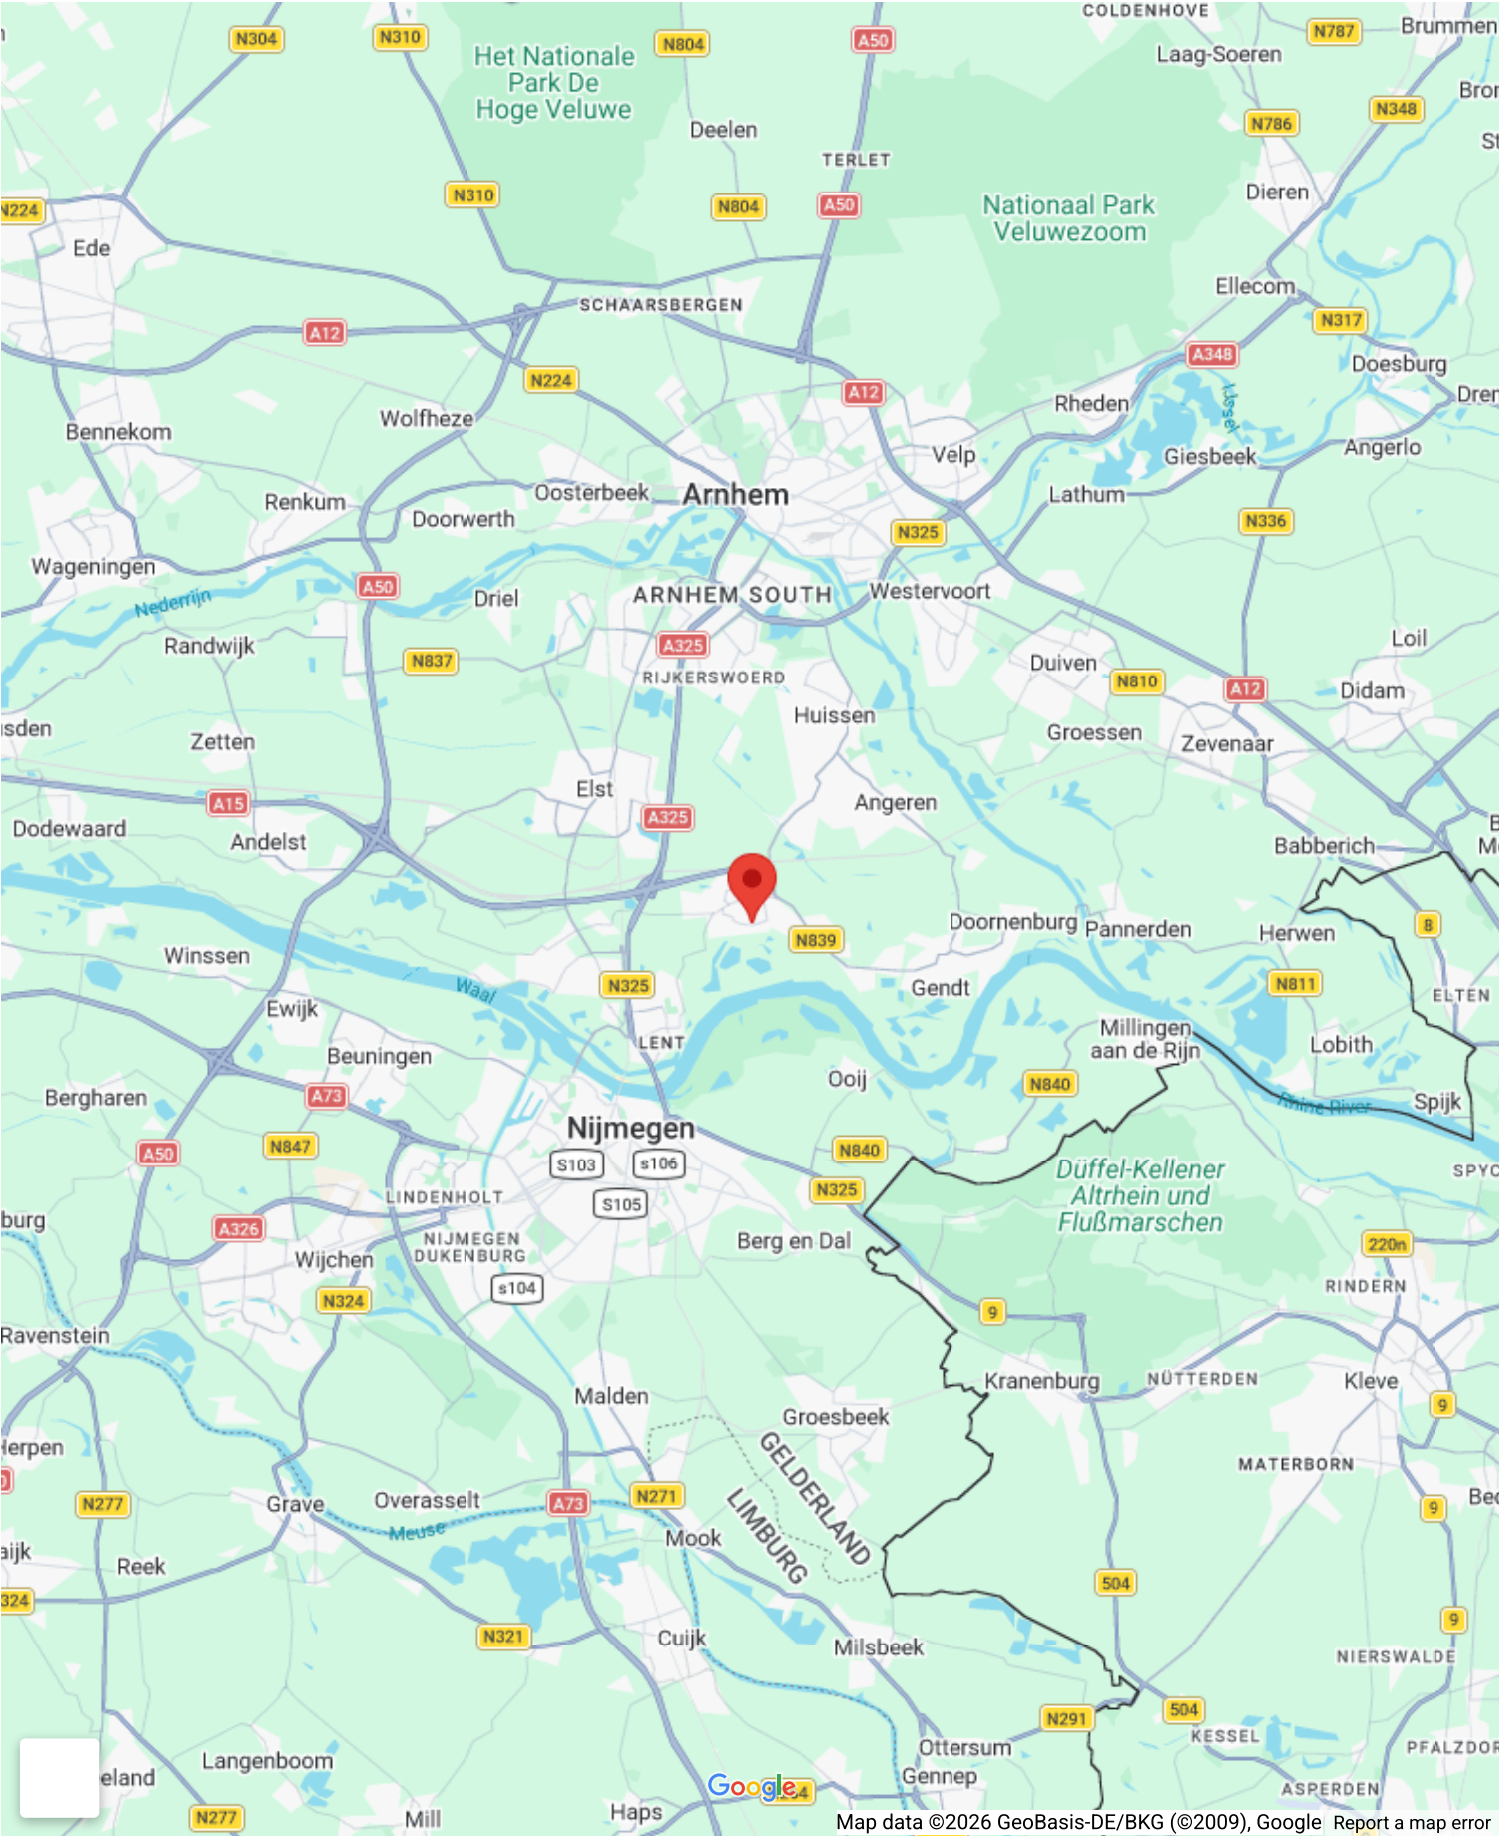 COLDENHOVE
N304
N310
N804
A50
N787
Brummen
Laag-Soeren
Het Nationale
Park De
Hoge Veluwe
N348
N786
Deelen
TERLET
N310
N804
A50
Dieren
N224
Nationaal Park
Veluwezoom
Ede
Ellecom
SCHAARSBERGEN
N317
A12
A348
Doesburg
N224
A12
Rheden
IJssel
Wolfheze
Bennekom
Velp
Giesbeek
Angerlo
Oosterbeek
Arnhem
Lathum
Renkum
Doorwerth
N325
N336
Wageningen
A50
Nederrijn
Driel
ARNHEM SOUTH
Westervoort
Randwijk
N837
A325
RIJKERSWOERD
Duiven
N810
A12
Loil
Didam
Huissen
sden
Zetten
Groessen
Zevenaar
Elst
A15
A325
Angeren
Dodewaard
Andelst
Babberich
Doornenburg
Pannerden
Herwen
8
N839
Winssen
Waal
N325
Gendt
N811
ELTEN
Ewijk
LENT
Millingen
aan de Rijn
Lobith
Beuningen
Ooij
N840
Bergharen
A73
Rhine River
Spijk
Nijmegen
N847
A50
S103
s106
N840
S105
N325
Düffel-Kellener
Altrhein und
Flußmarschen
SPYC
LINDENHOLT
burg
A326
NIJMEGEN
DUKENBURG
Berg en Dal
220n
Wijchen
s104
N324
9
RINDERN
Ravenstein
Kranenburg
NÜTTERDEN
Kleve
Malden
Groesbeek
9
Herpen
GELDERLAND
LIMBURG
MATERBORN
N277
Grave
Overasselt
A73
N271
9
Meuse
Mook
aijk
Reek
504
324
N321
Cuijk
Milsbeek
9
NIERSWALDE
N291
504
KESSEL
Ottersum
PFALZDOR
Langenboom
eland
Gennep
Google
ASPERDEN
N277
Mill
Haps
Map data ©2026 GeoBasis-DE/BKG (©2009), Google
Report a map error